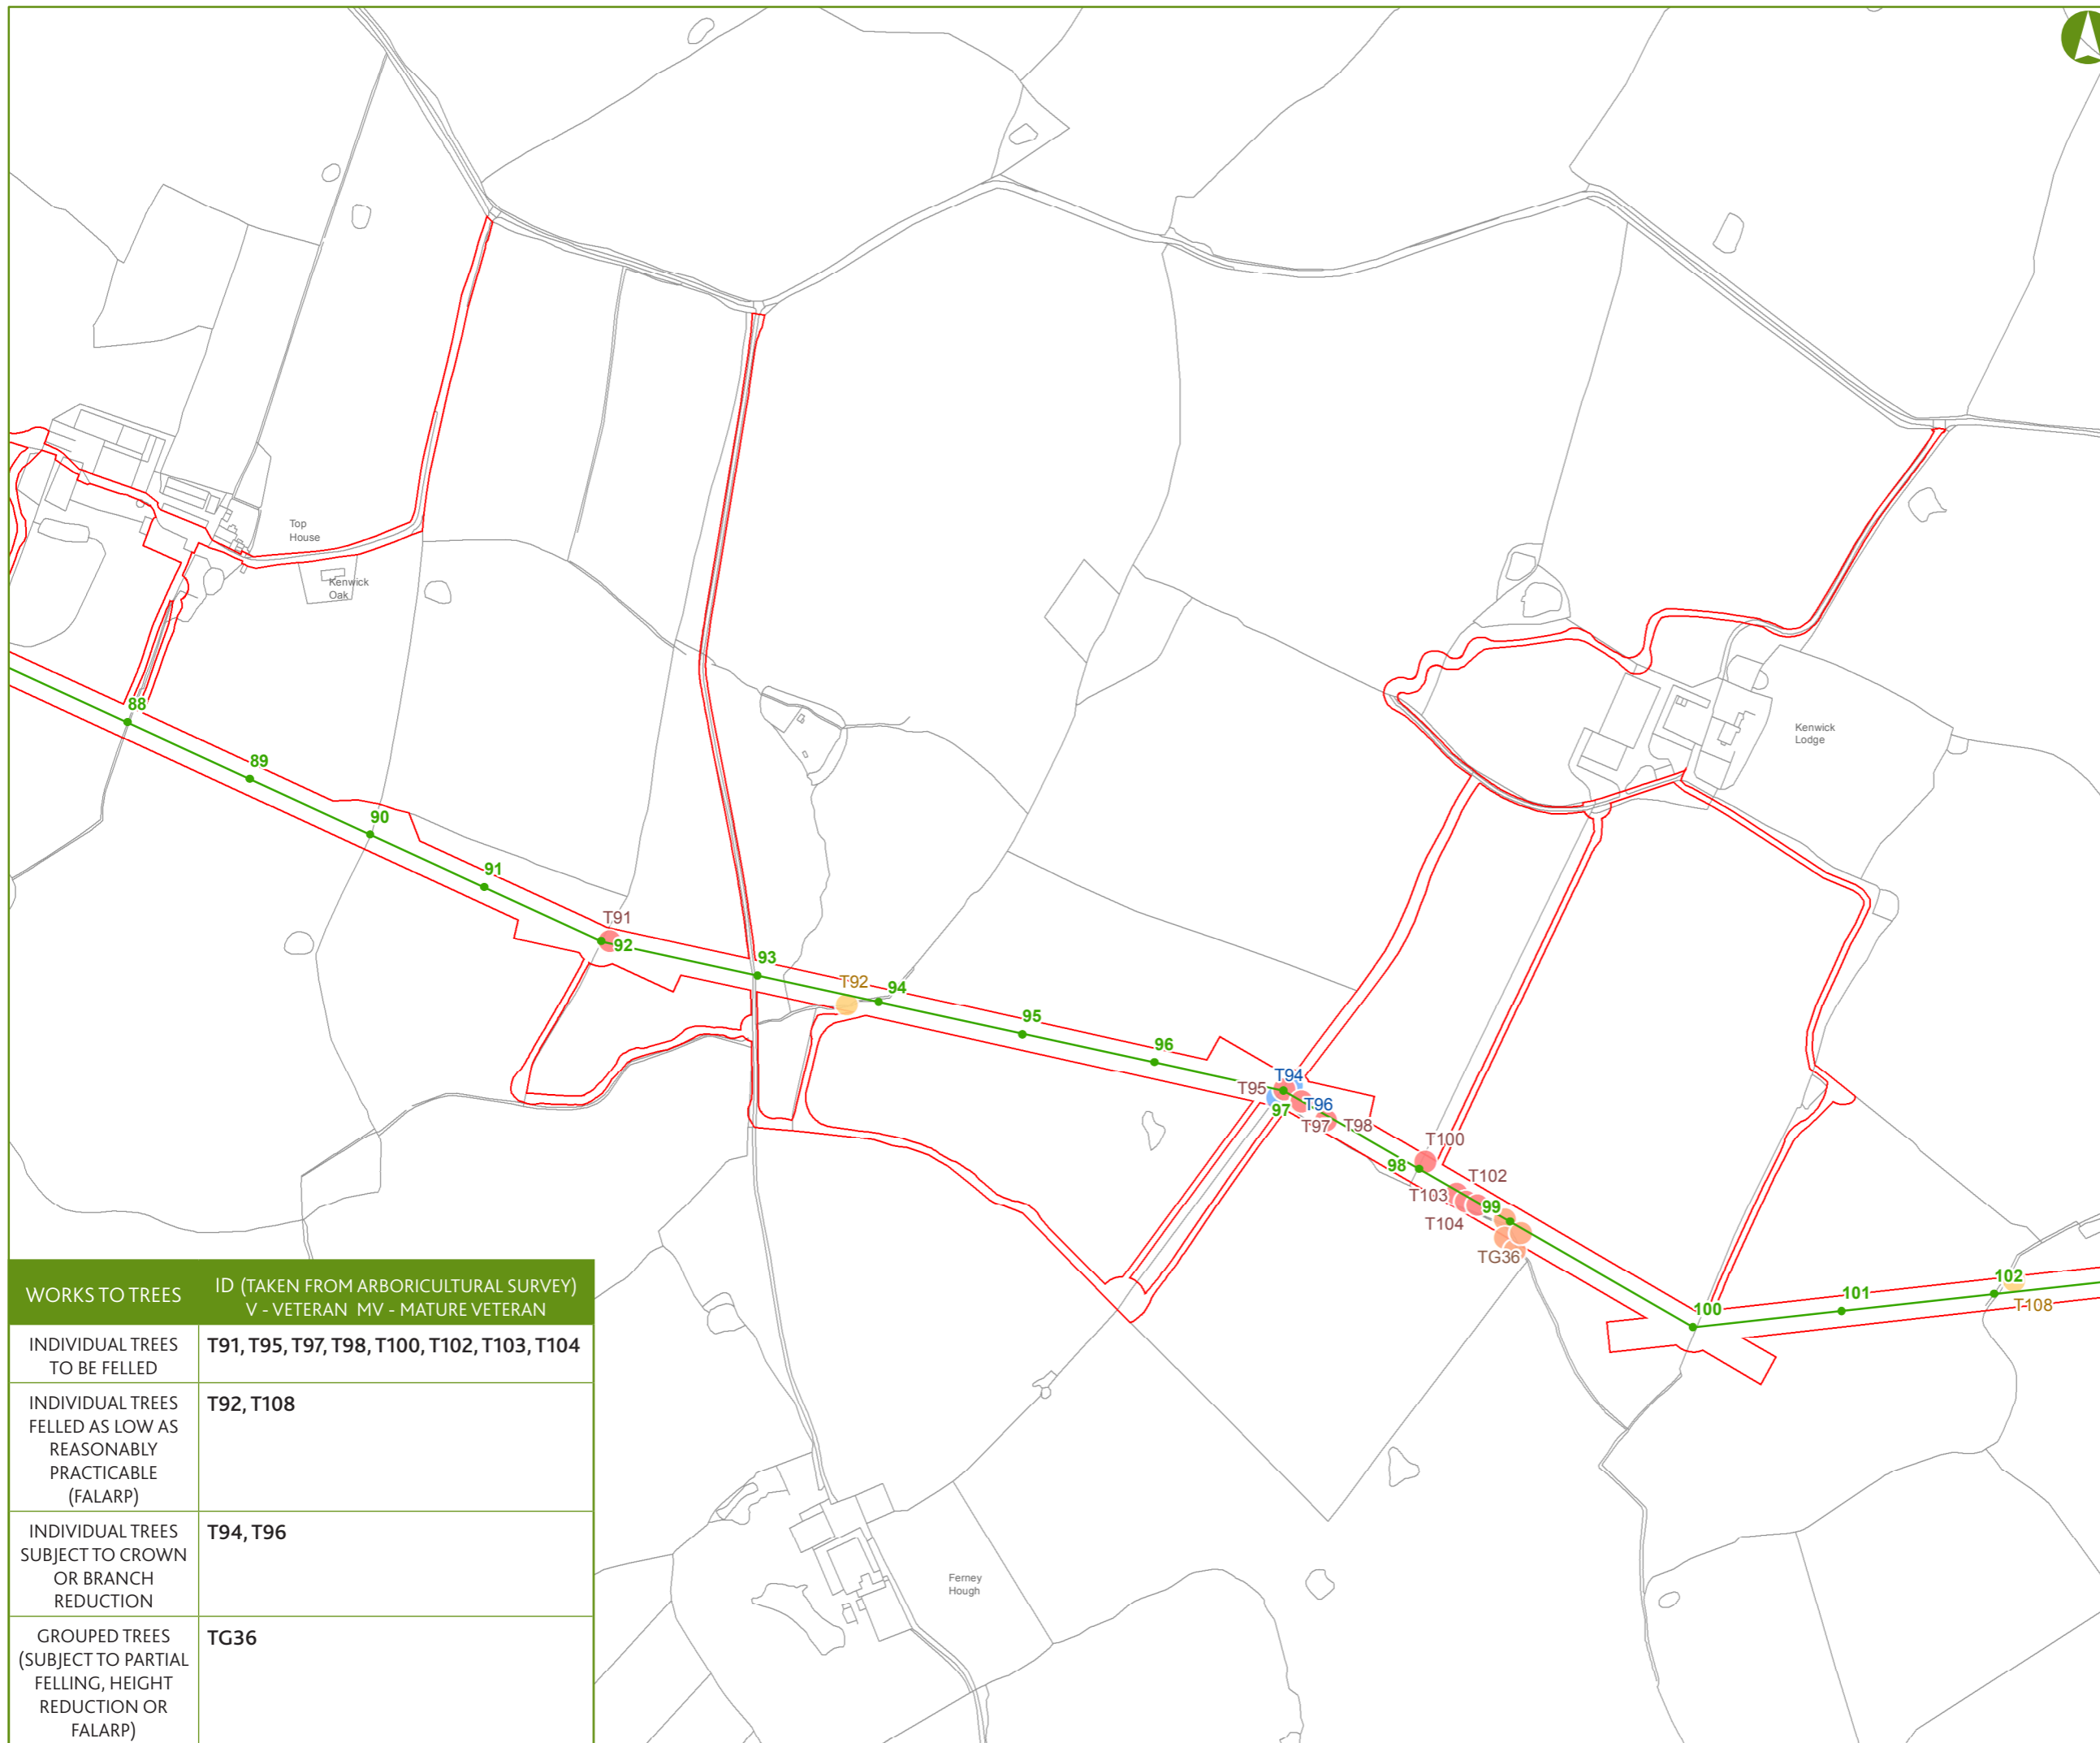 Top
House
Kenwick
Oak
Kenwick
Lodge
88
89
90
91
T91
92
93
T92
94
95
96
T94
T95
T96
97
T97
T98
T100
98
T102
T103
99
T104
TG36
100
101
102
T108
Ferney
Hough
WORKS TO TREES
ID (TAKEN FROM ARBORICULTURAL SURVEY)
V - VETERAN MV - MATURE VETERAN
INDIVIDUAL TREES
TO BE FELLED
T91, T95, T97, T98, T100, T102, T103, T104
INDIVIDUAL TREES
FELLED AS LOW AS
REASONABLY
PRACTICABLE
(FALARP)
T92, T108
INDIVIDUAL TREES
SUBJECT TO CROWN
OR BRANCH
REDUCTION
T94, T96
GROUPED TREES
(SUBJECT TO PARTIAL
FELLING, HEIGHT
REDUCTION OR
FALARP)
TG36